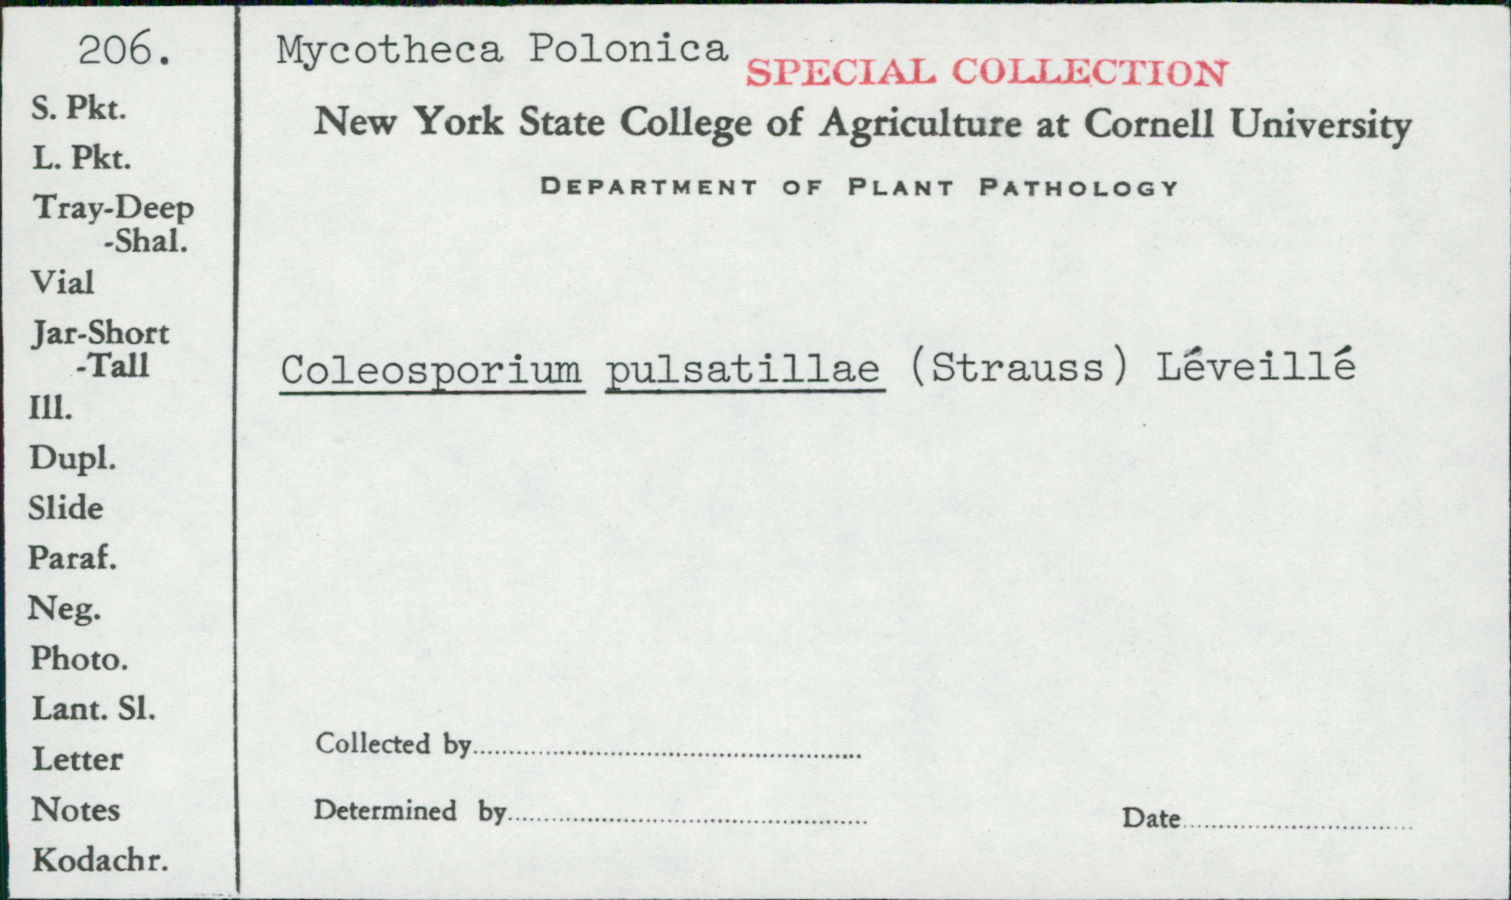 206.
S. Pkt.
L. Pkt.
Tray-Deep
-Shal.
Vial
Jar-Short
-Tall
Ill.
Dupl.
Slide
Paraf.
Neg.
Photo.
Lant. Sl.
Letter
Notes
Kodachr.
Mycotheca Polonica
SPECIAL COLLECTION
New York State College of Agriculture at Cornell University
DEPARTMENT OF PLANT PATHOLOGY
Coleosporium pulsatillae (Strauss) Léveillé
Collected by
Determined by
Date